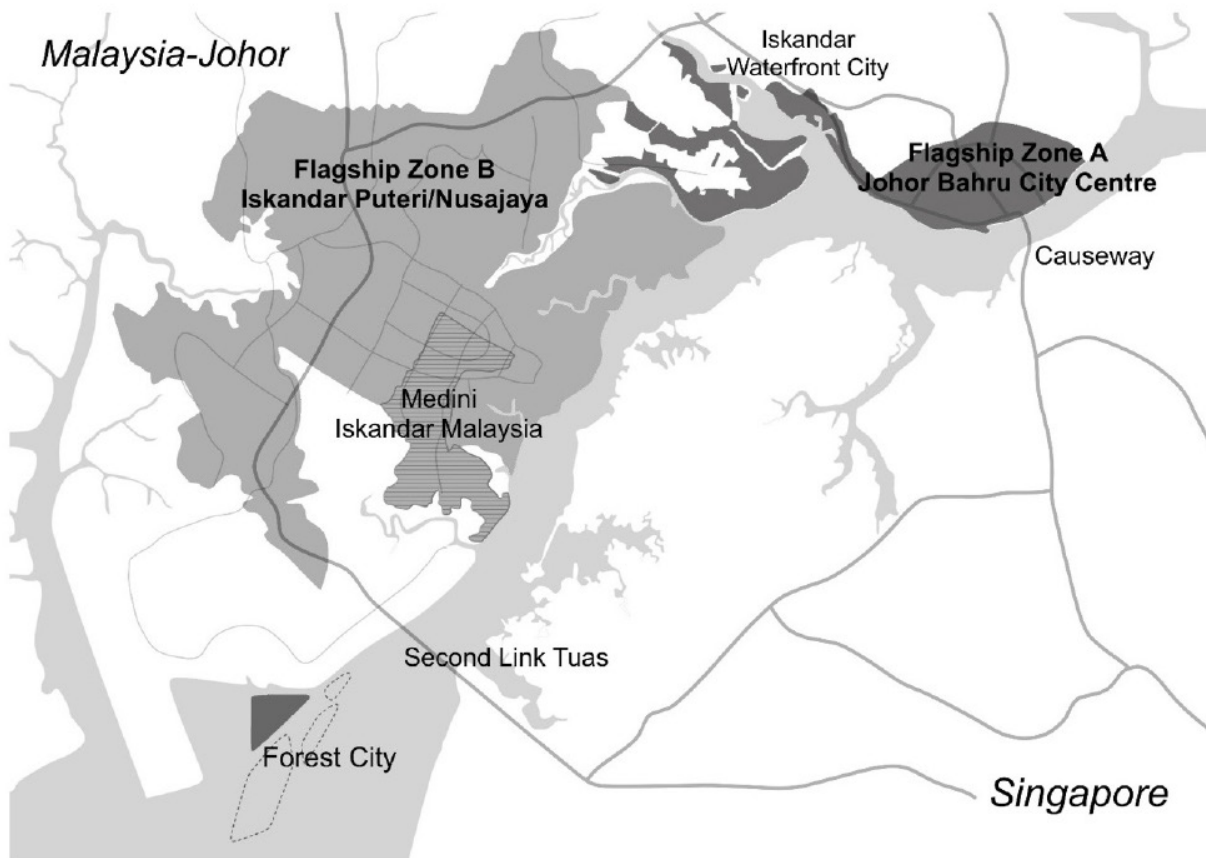 Malaysia-Johor
Iskandar
Waterfront City
Flagship Zone A
Johor Bahru City Centre
Flagship Zone B
Iskandar Puteri/Nusajaya
Causeway
Medini
Iskandar Malaysia
Second Link Tuas
Forest City
Singapore